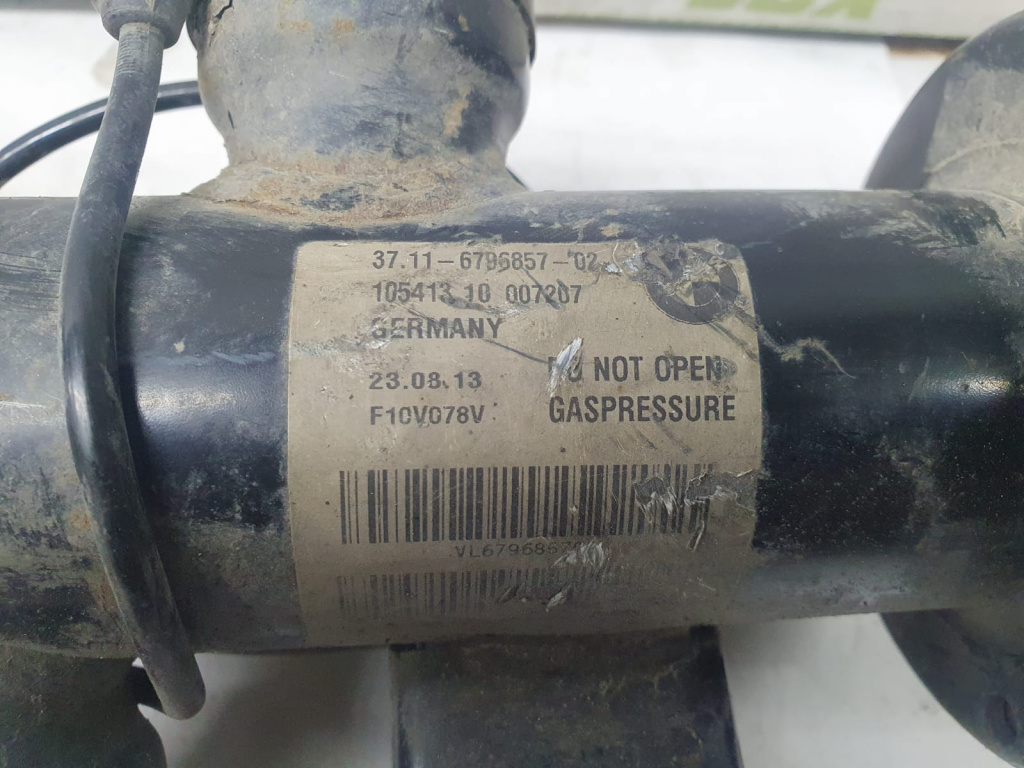 37.11-6796857-02
105413 10 007207
GERMANY
23.08.13
NOT OPEN
F10V078V
GASPRESSURE